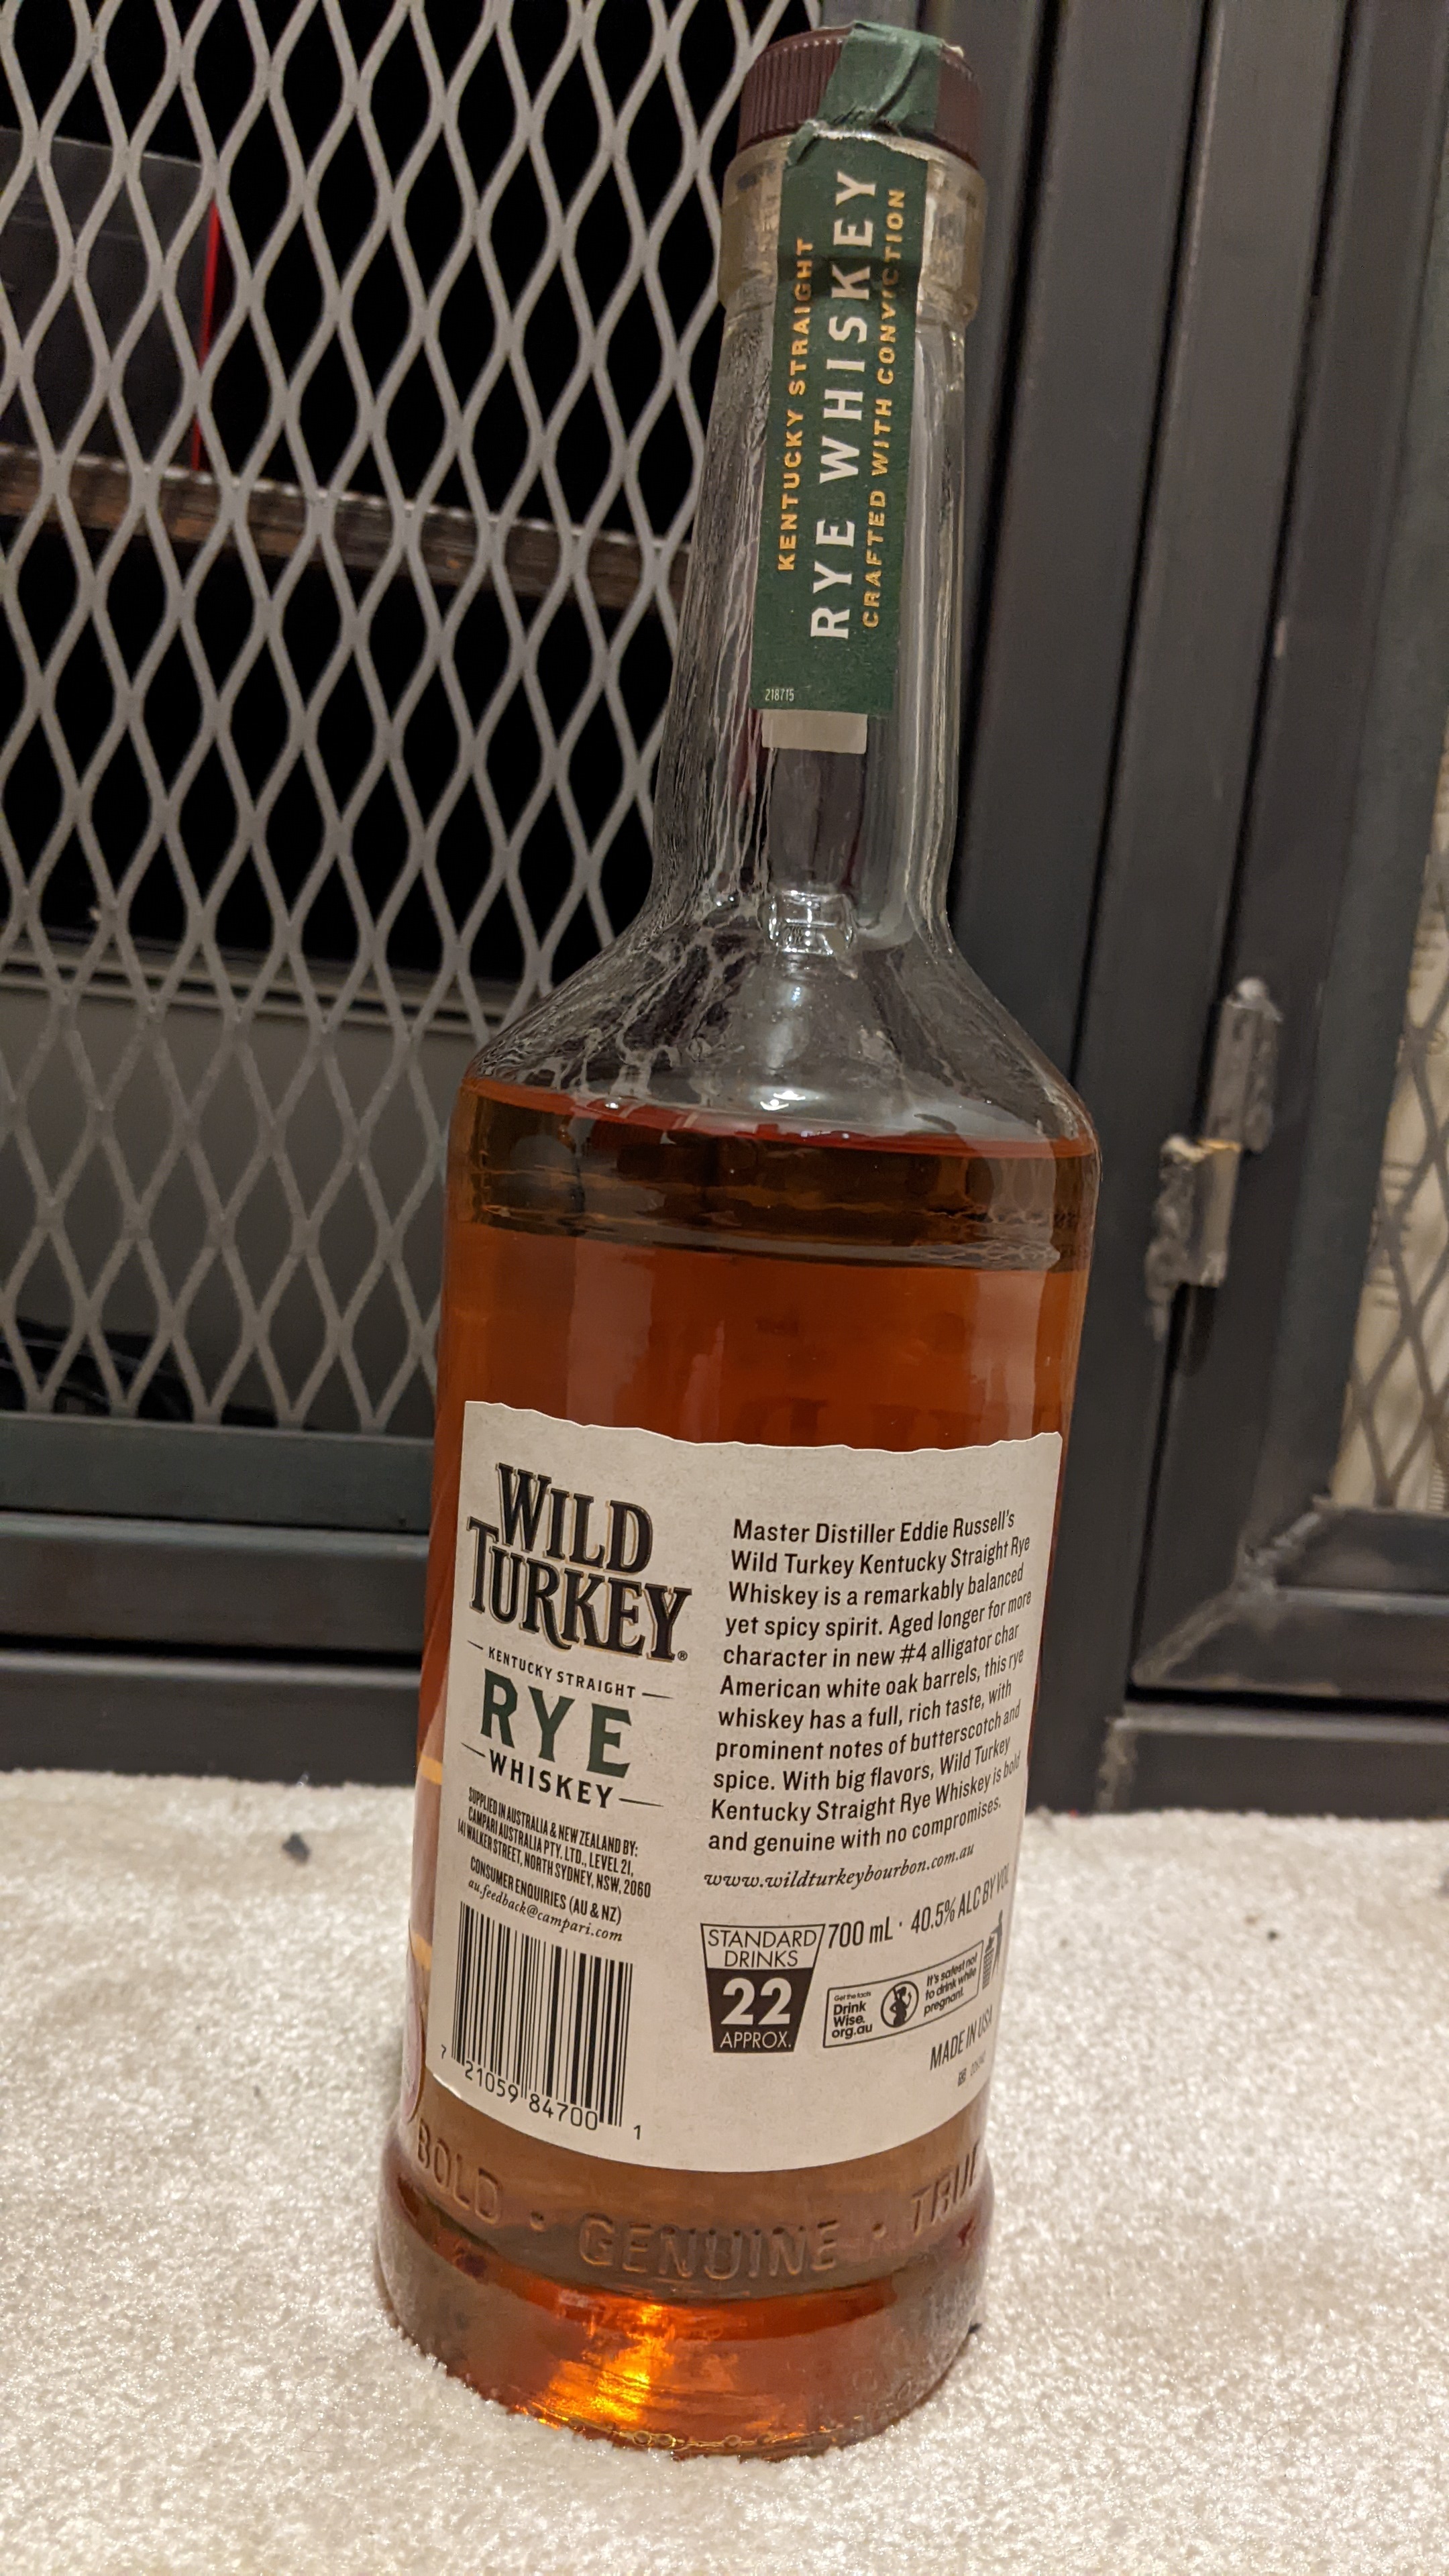 KENTUCKY STRAIGHT
RYE WHISKEY
CRAFTED WITH CONVICTION
218715
WILD
TURKEY®
KENTUCKY STRAIGHT
RYE
WHISKEY
SUPPLIED IN AUSTRALIA & NEW ZEALAND BY:
CAMPARI AUSTRALIA PTY. LTD., LEVEL 21,
141 WALKER STREET, NORTH SYDNEY, NSW, 2060
CONSUMER ENQUIRIES (AU & NZ)
au.feedback@campari.com
7 21059 84700 1
Master Distiller Eddie Russell's
Wild Turkey Kentucky Straight Rye
Whiskey is a remarkably balanced
yet spicy spirit. Aged longer for more
character in new #4 alligator char
American white oak barrels, this rye
whiskey has a full, rich taste, with
prominent notes of butterscotch and
spice. With big flavors, Wild Turkey
Kentucky Straight Rye Whiskey is bold
and genuine with no compromises.
www.wildturkeybourbon.com.au
STANDARD
DRINKS
22
APPROX.
700 mL · 40.5% ALC BY VOL
Get the facts
Drink
Wise.
org.au
It's safest not
to drink while
pregnant.
MADE IN USA
BOLD · GENUINE · TRUE